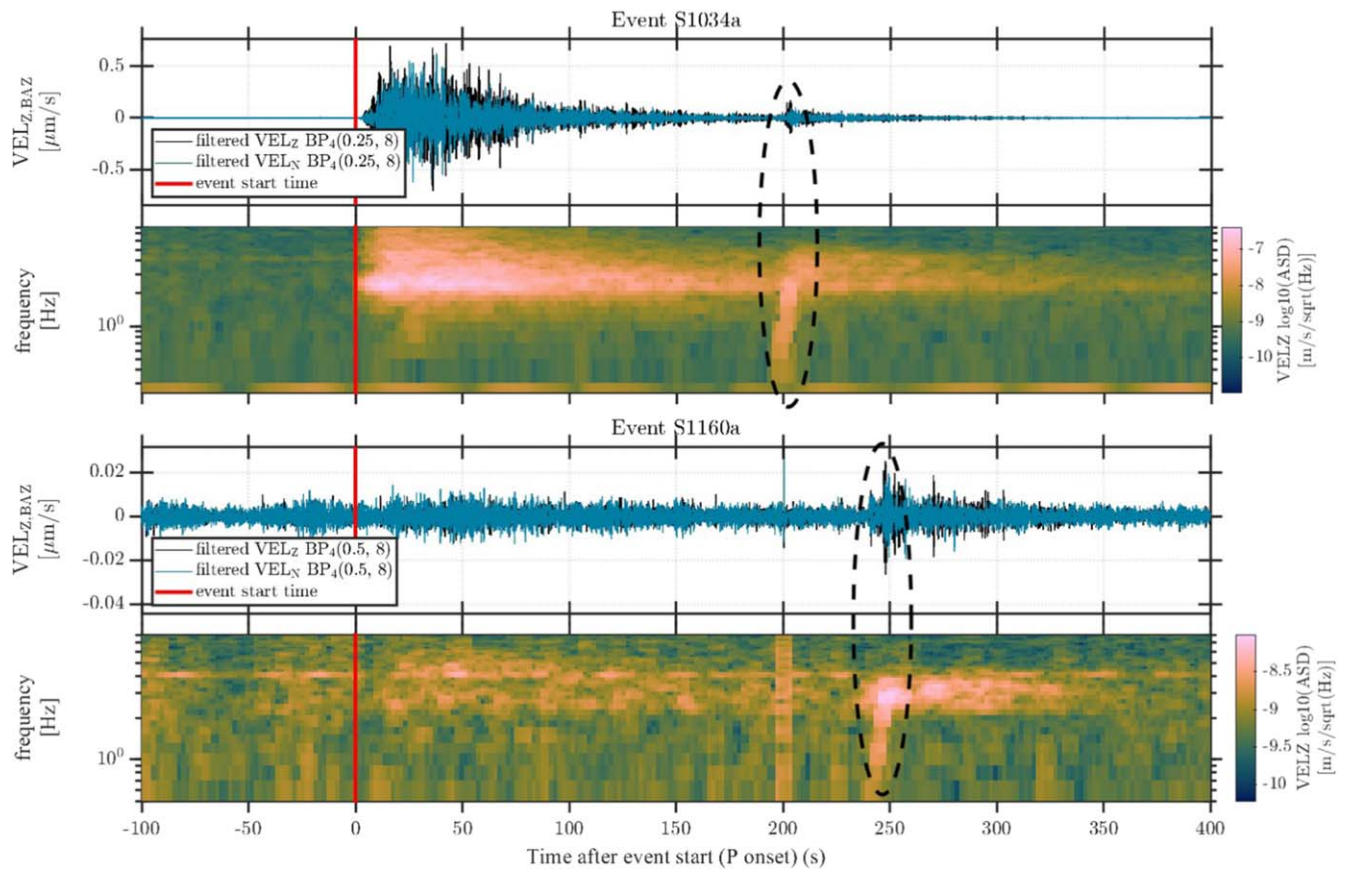 Event S1034a
VEL_Z,BAZ
[μm/s]
0.5
0
-0.5
filtered VEL_Z BP_4(0.25, 8)
filtered VEL_N BP_4(0.25, 8)
event start time
frequency
[Hz]
10^0
-7
-8
-9
-10
VELZ log10(ASD)
[m/s/sqrt(Hz)]
Event S1160a
VEL_Z,BAZ
[μm/s]
0.02
0
-0.02
-0.04
filtered VEL_Z BP_4(0.5, 8)
filtered VEL_N BP_4(0.5, 8)
event start time
frequency
[Hz]
10^0
-8.5
-9
-9.5
-10
VELZ log10(ASD)
[m/s/sqrt(Hz)]
-100 -50 0 50 100 150 200 250 300 350 400
Time after event start (P onset) (s)